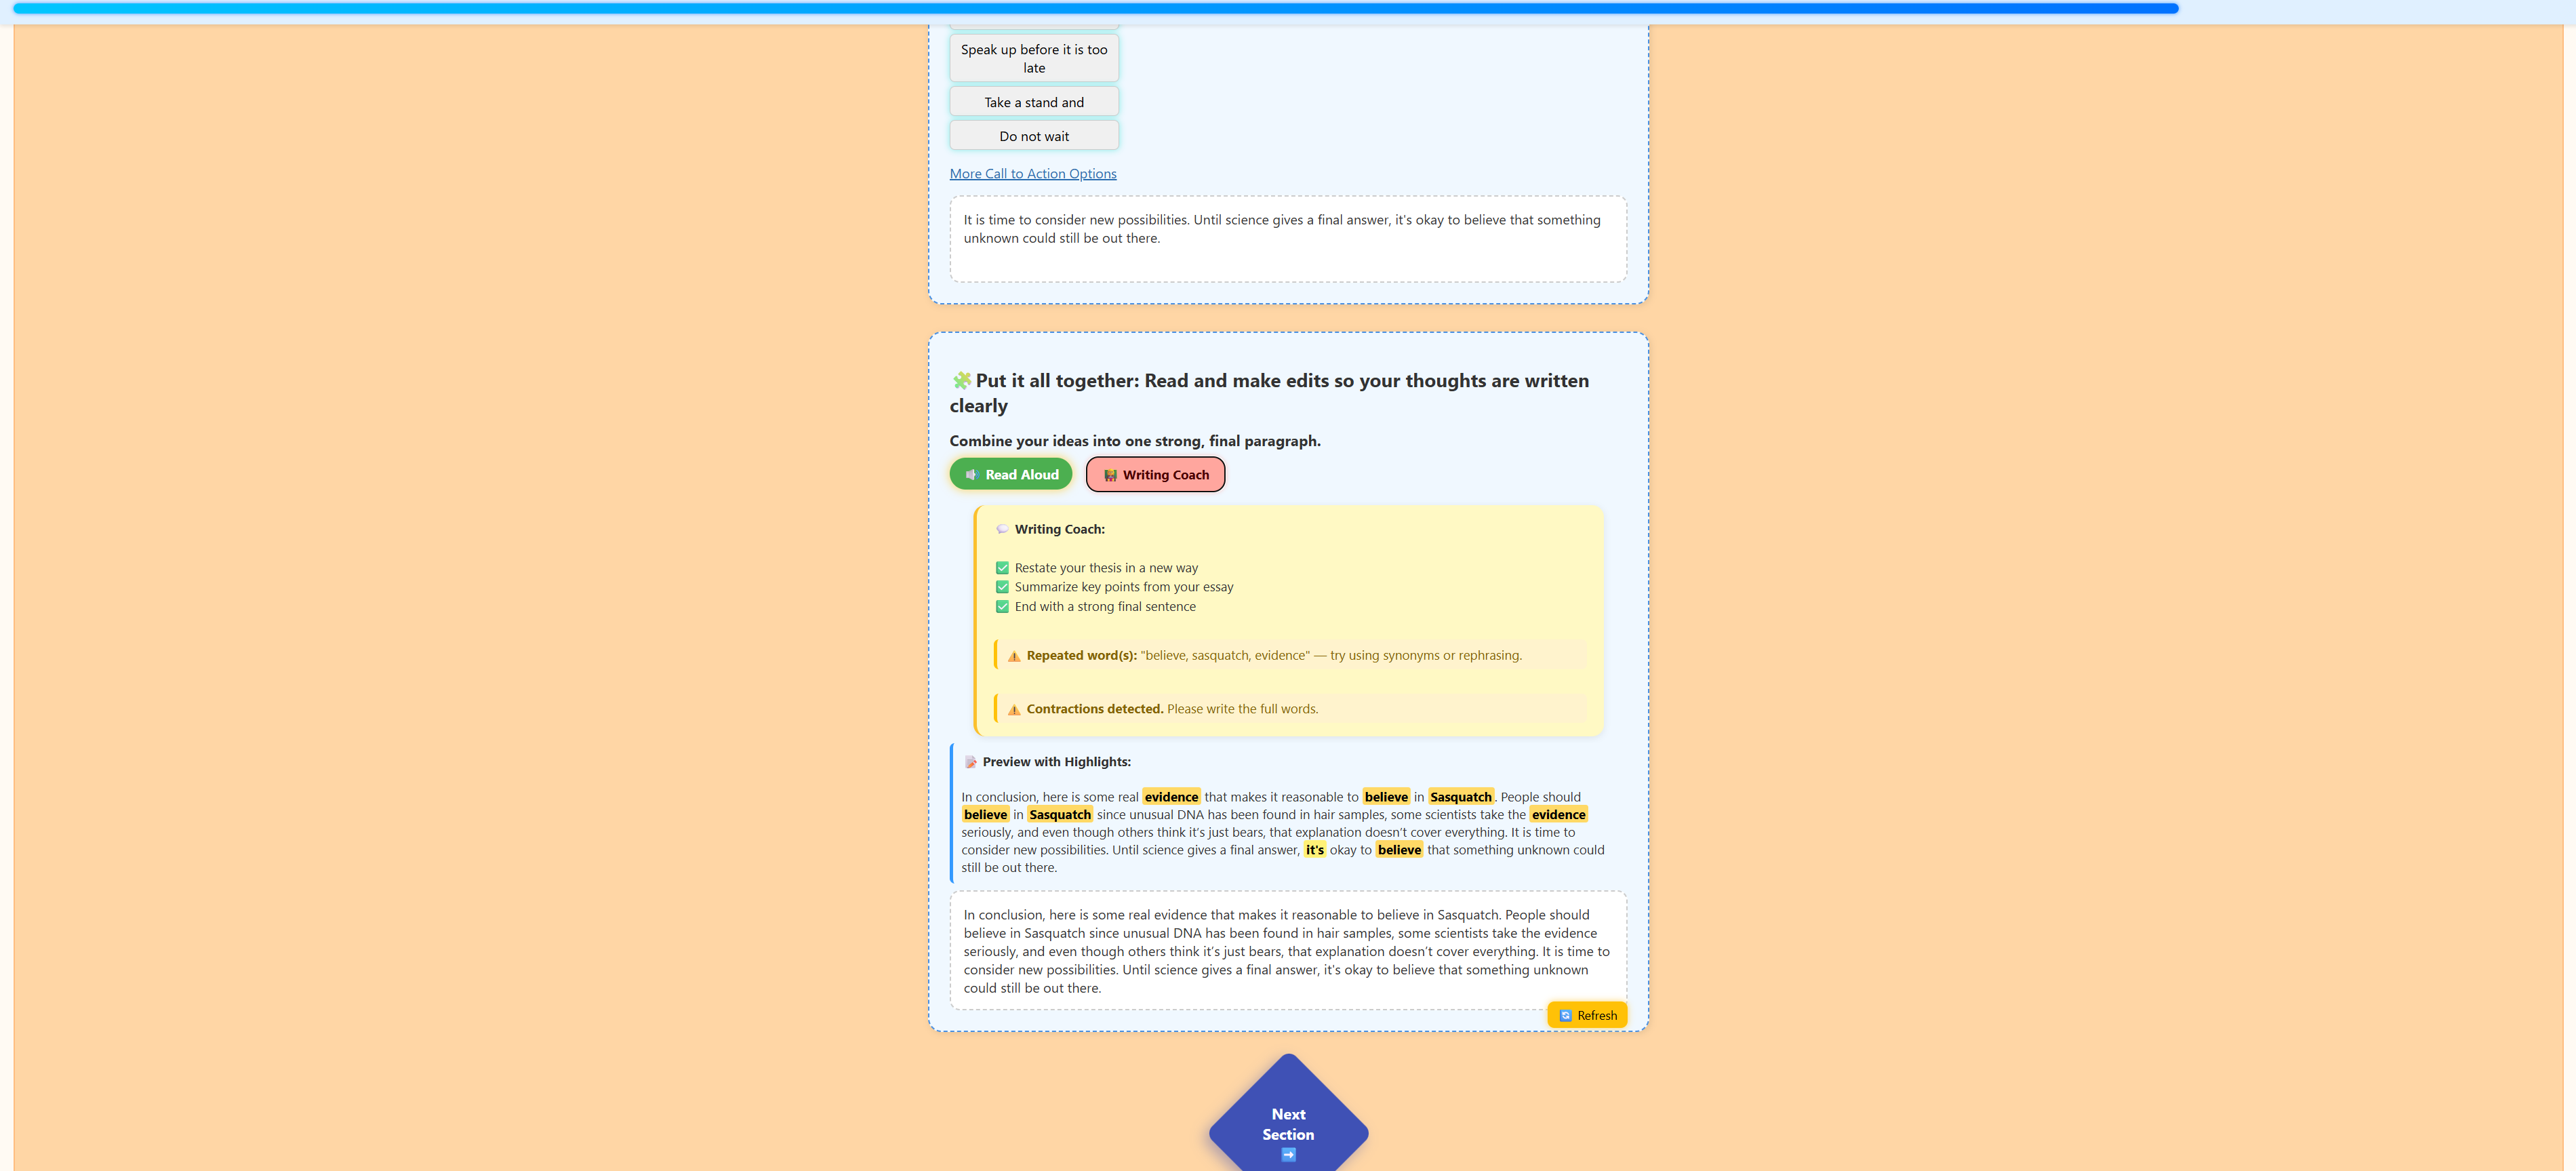 Speak up before it is too
late
Take a stand and
Do not wait
More Call to Action Options
It is time to consider new possibilities. Until science gives a final answer, it's okay to believe that something
unknown could still be out there.
Put it all together: Read and make edits so your thoughts are written
clearly
Combine your ideas into one strong, final paragraph.
Read Aloud
Writing Coach
Writing Coach:
Restate your thesis in a new way
Summarize key points from your essay
End with a strong final sentence
Repeated word(s): "believe, sasquatch, evidence" — try using synonyms or rephrasing.
Contractions detected. Please write the full words.
Preview with Highlights:
In conclusion, here is some real evidence that makes it reasonable to believe in Sasquatch. People should
believe in Sasquatch since unusual DNA has been found in hair samples, some scientists take the evidence
seriously, and even though others think it’s just bears, that explanation doesn’t cover everything. It is time to
consider new possibilities. Until science gives a final answer, it's okay to believe that something unknown could
still be out there.
In conclusion, here is some real evidence that makes it reasonable to believe in Sasquatch. People should
believe in Sasquatch since unusual DNA has been found in hair samples, some scientists take the evidence
seriously, and even though others think it’s just bears, that explanation doesn’t cover everything. It is time to
consider new possibilities. Until science gives a final answer, it's okay to believe that something unknown
could still be out there.
Refresh
Next
Section